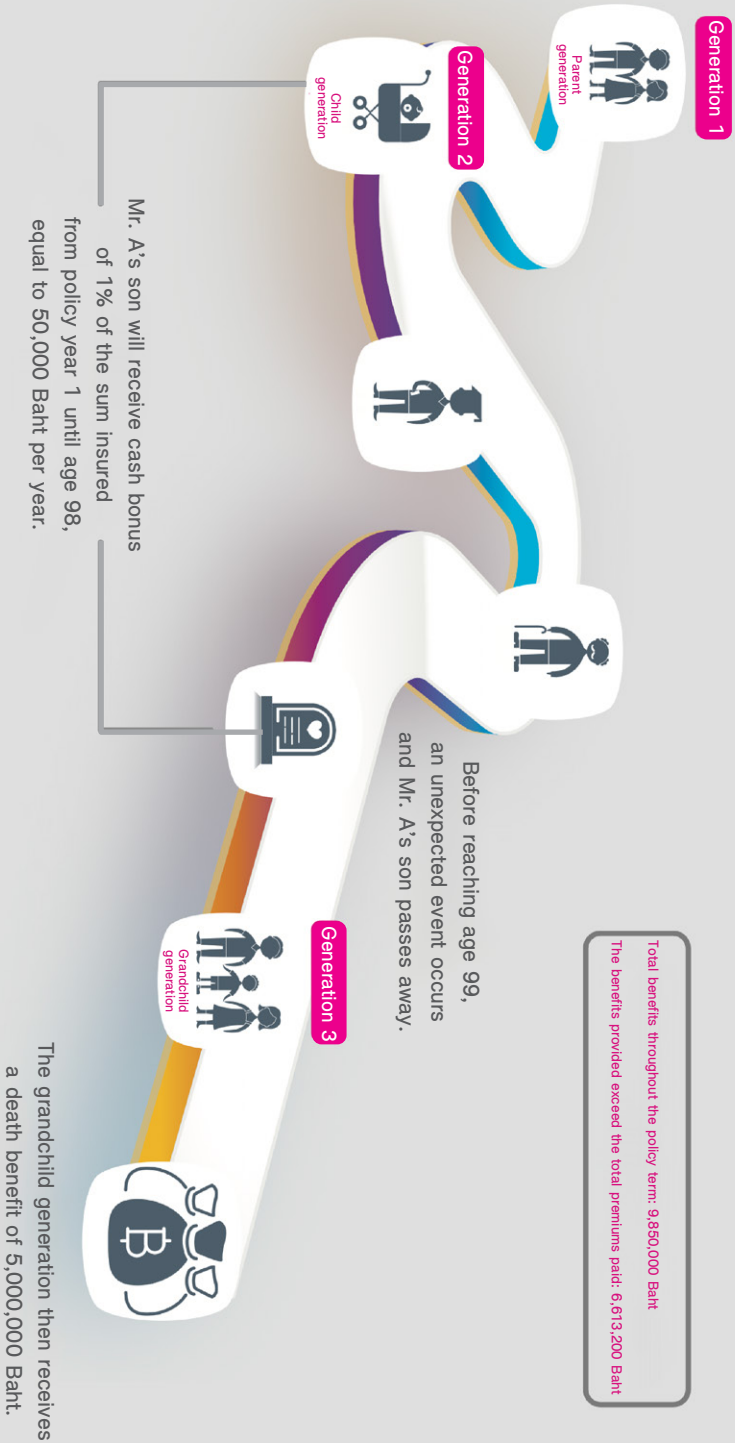 Generation 1
Parent
generation
Generation 2
Child
generation
Mr. A's son will receive cash bonus
of 1% of the sum insured
from policy year 1 until age 98,
equal to 50,000 Baht per year.
Before reaching age 99,
an unexpected event occurs
and Mr. A's son passes away.
Generation 3
Grandchild
generation
฿
The grandchild generation then receives
a death benefit of 5,000,000 Baht.
Total benefits throughout the policy term: 9,850,000 Baht
The benefits provided exceed the total premiums paid: 6,613,200 Baht